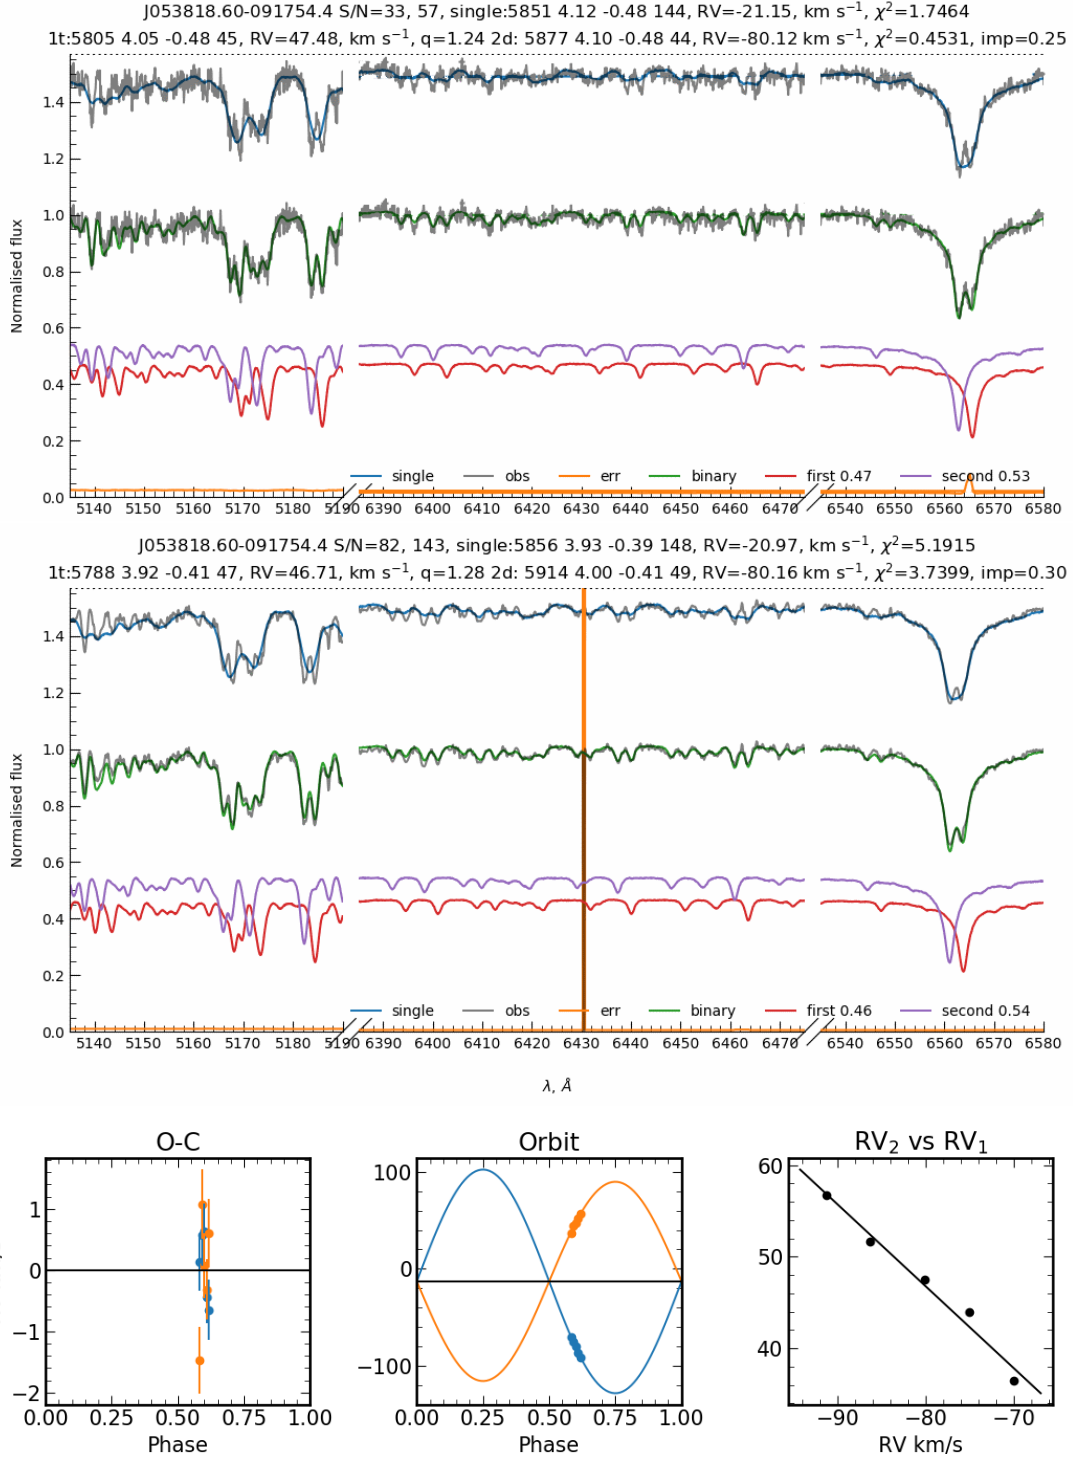 J053818.60-091754.4 S/N=33, 57, single:5851 4.12 -0.48 144, RV=-21.15, km s⁻¹, χ²=1.7464
1t:5805 4.05 -0.48 45, RV=47.48, km s⁻¹, q=1.24 2d: 5877 4.10 -0.48 44, RV=-80.12 km s⁻¹, χ²=0.4531, imp=0.25
1.4
1.2
1.0
0.8
0.6
0.4
0.2
0.0
Normalised flux
single obs err binary first 0.47 second 0.53
5140 5150 5160 5170 5180 5190 6390 6400 6410 6420 6430 6440 6450 6460 6470 6540 6550 6560 6570 6580
J053818.60-091754.4 S/N=82, 143, single:5856 3.93 -0.39 148, RV=-20.97, km s⁻¹, χ²=5.1915
1t:5788 3.92 -0.41 47, RV=46.71, km s⁻¹, q=1.28 2d: 5914 4.00 -0.41 49, RV=-80.16 km s⁻¹, χ²=3.7399, imp=0.30
1.4
1.2
1.0
0.8
0.6
0.4
0.2
0.0
Normalised flux
single obs err binary first 0.46 second 0.54
5140 5150 5160 5170 5180 5190 6390 6400 6410 6420 6430 6440 6450 6460 6470 6540 6550 6560 6570 6580
λ, Å
O-C
1
0
−1
−2
0.00 0.25 0.50 0.75 1.00
Phase
Orbit
100
0
−100
0.00 0.25 0.50 0.75 1.00
Phase
RV₂ vs RV₁
60
50
40
−90 −80 −70
RV km/s